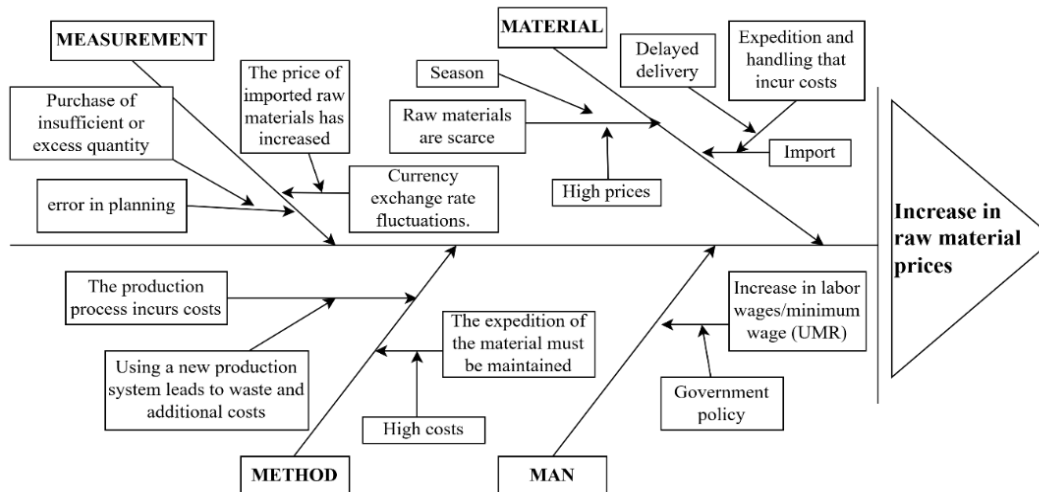 MEASUREMENT
Purchase of
insufficient or
excess quantity
The price of
imported raw
materials has
increased
error in planning
Currency
exchange rate
fluctuations.
MATERIAL
Season
Raw materials
are scarce
High prices
Delayed
delivery
Expedition and
handling that
incur costs
Import
Increase in
raw material
prices
The production
process incurs costs
Using a new production
system leads to waste and
additional costs
The expedition of
the material must
be maintained
High costs
METHOD
Increase in labor
wages/minimum
wage (UMR)
Government
policy
MAN